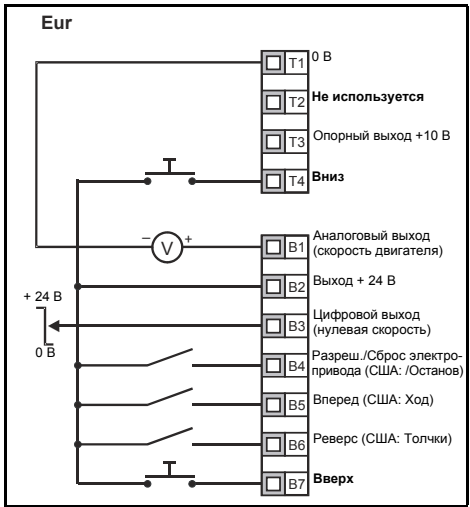 Eur
T1 0 В
T2 Не используется
T3 Опорный выход +10 В
T4 Вниз
– V +
B1 Аналоговый выход
(скорость двигателя)
B2 Выход + 24 В
+ 24 В
0 В
B3 Цифровой выход
(нулевая скорость)
B4 Разреш./Сброс электро-
привода (США: /Останов)
B5 Вперед (США: Ход)
B6 Реверс (США: Толчки)
B7 Вверх